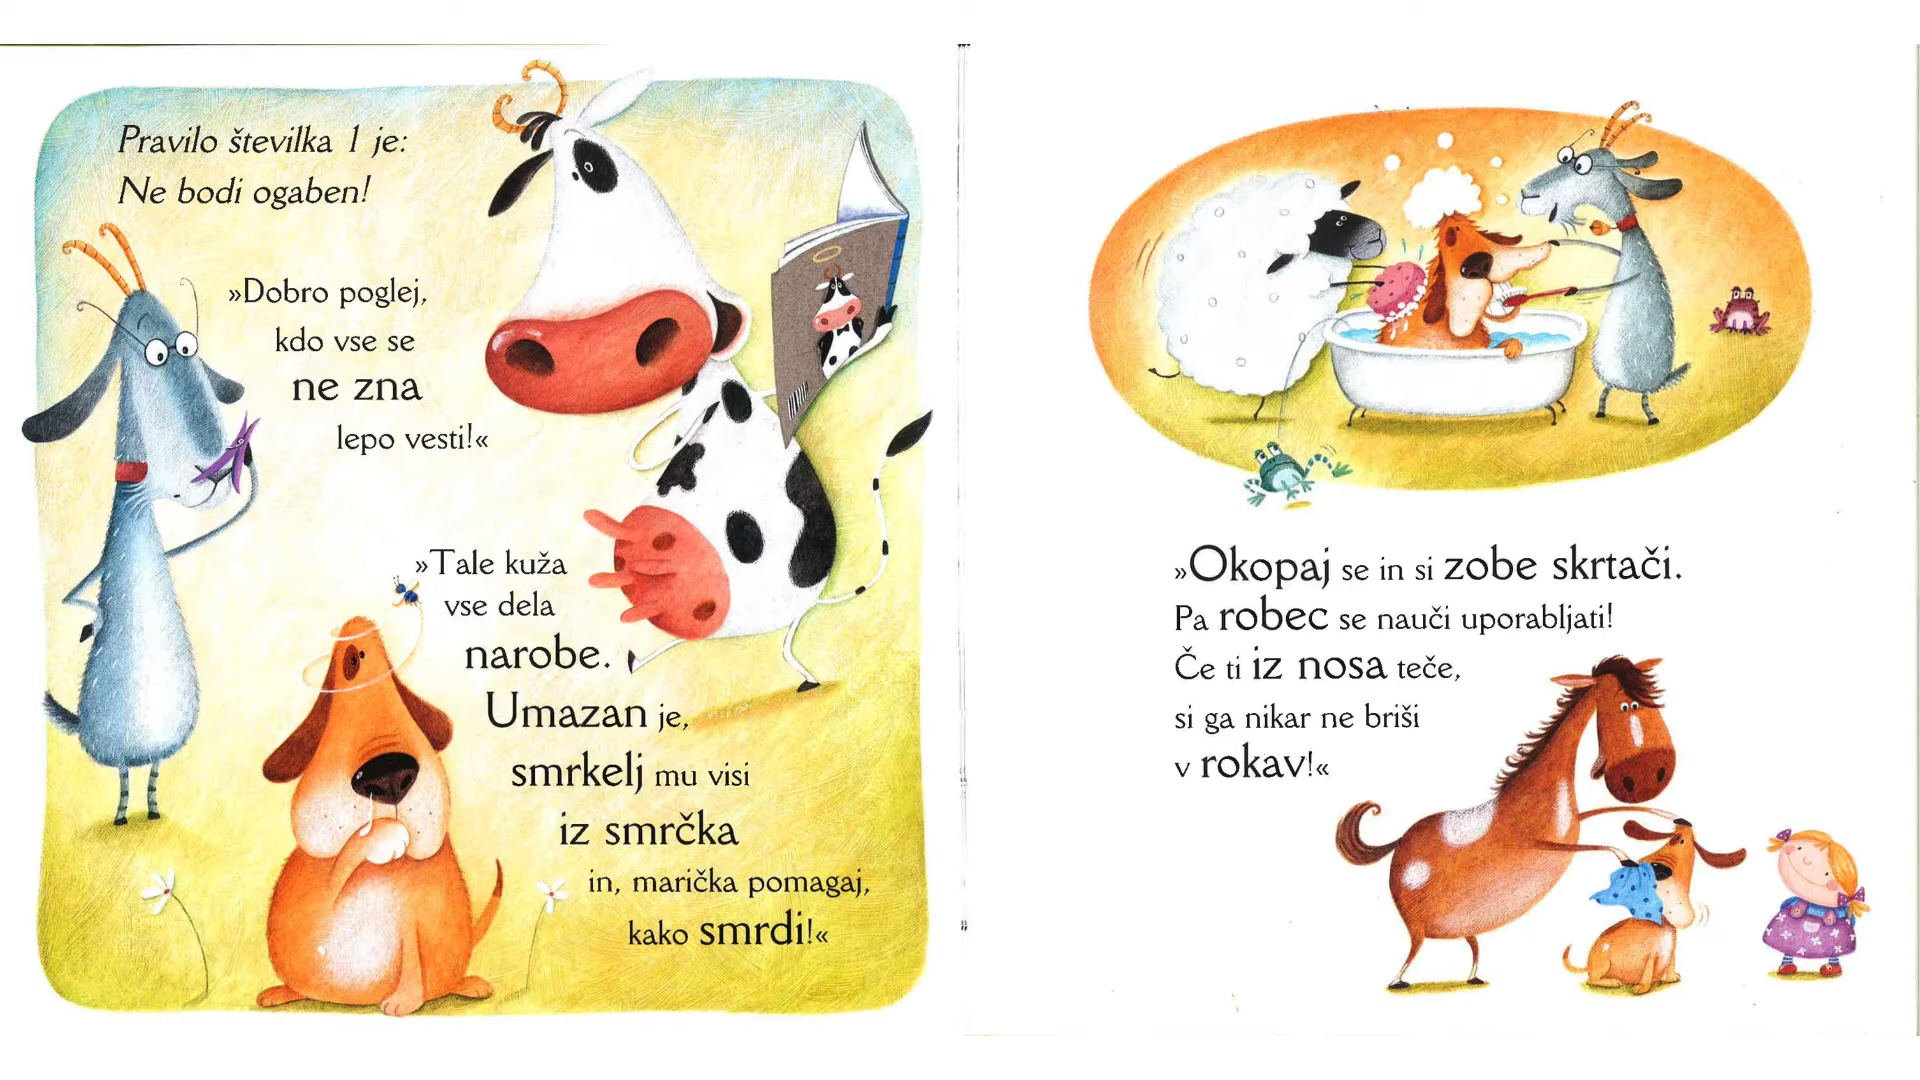 Pravilo številka 1 je:
Ne bodi ogaben!
»Dobro poglej,
kdo vse se
ne zna
lepo vesti!«
»Tale kuža
vse dela
narobe.
Umazan je,
smrkelj mu visi
iz smrčka
in, marička pomagaj,
kako smrdi!«
»Okopaj se in si zobe skrtači.
Pa robec se nauči uporabljati!
Če ti iz nosa teče,
si ga nikar ne briši
v rokav!«